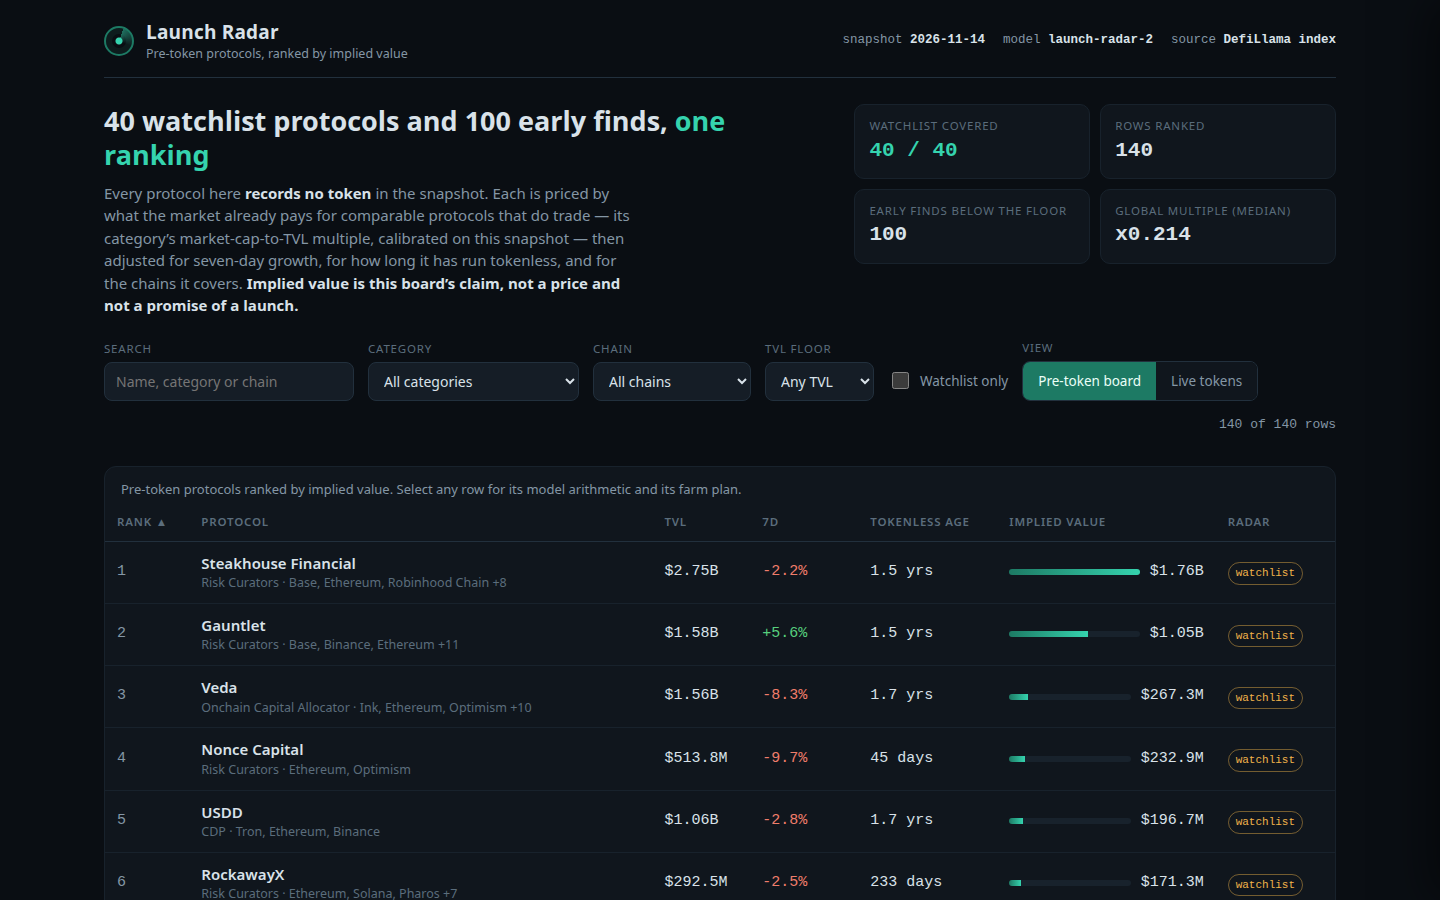 Launch Radar
Pre-token protocols, ranked by implied value
snapshot 2026-11-14 model launch-radar-2 source DefiLlama index
40 watchlist protocols and 100 early finds, one
ranking
Every protocol here records no token in the snapshot. Each is priced by
what the market already pays for comparable protocols that do trade — its
category's market-cap-to-TVL multiple, calibrated on this snapshot — then
adjusted for seven-day growth, for how long it has run tokenless, and for
the chains it covers. Implied value is this board's claim, not a price and
not a promise of a launch.
WATCHLIST COVERED
40 / 40
ROWS RANKED
140
EARLY FINDS BELOW THE FLOOR
100
GLOBAL MULTIPLE (MEDIAN)
x0.214
SEARCH
Name, category or chain
CATEGORY
All categories
CHAIN
All chains
TVL FLOOR
Any TVL
Watchlist only
VIEW
Pre-token board
Live tokens
140 of 140 rows
Pre-token protocols ranked by implied value. Select any row for its model arithmetic and its farm plan.
RANK ▲ PROTOCOL TVL 7D TOKENLESS AGE IMPLIED VALUE RADAR
1 Steakhouse Financial $2.75B -2.2% 1.5 yrs $1.76B watchlist
Risk Curators · Base, Ethereum, Robinhood Chain +8
2 Gauntlet $1.58B +5.6% 1.5 yrs $1.05B watchlist
Risk Curators · Base, Binance, Ethereum +11
3 Veda $1.56B -8.3% 1.7 yrs $267.3M watchlist
Onchain Capital Allocator · Ink, Ethereum, Optimism +10
4 Nonce Capital $513.8M -9.7% 45 days $232.9M watchlist
Risk Curators · Ethereum, Optimism
5 USDD $1.06B -2.8% 1.7 yrs $196.7M watchlist
CDP · Tron, Ethereum, Binance
6 RockawayX $292.5M -2.5% 233 days $171.3M watchlist
Risk Curators · Ethereum, Solana, Pharos +7